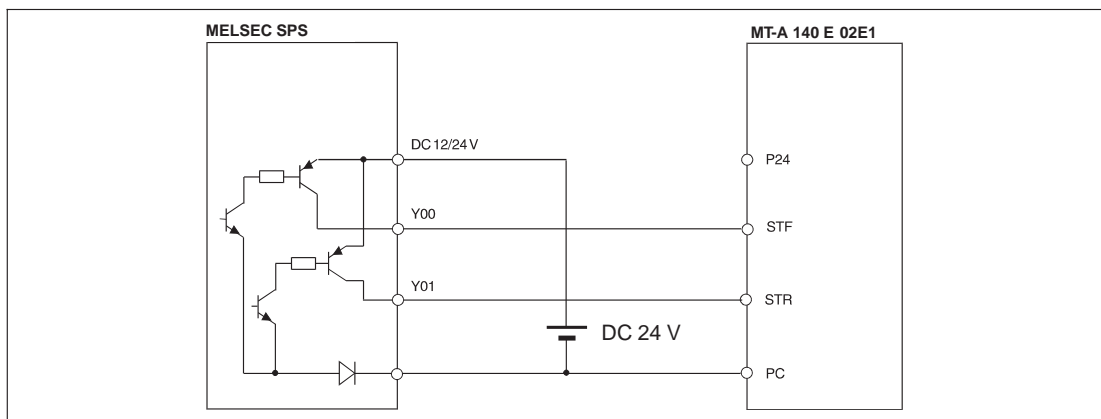 MELSEC SPS
MT-A 140 E 02E1
DC 12/24 V
P24
Y00
STF
Y01
STR
DC 24 V
PC